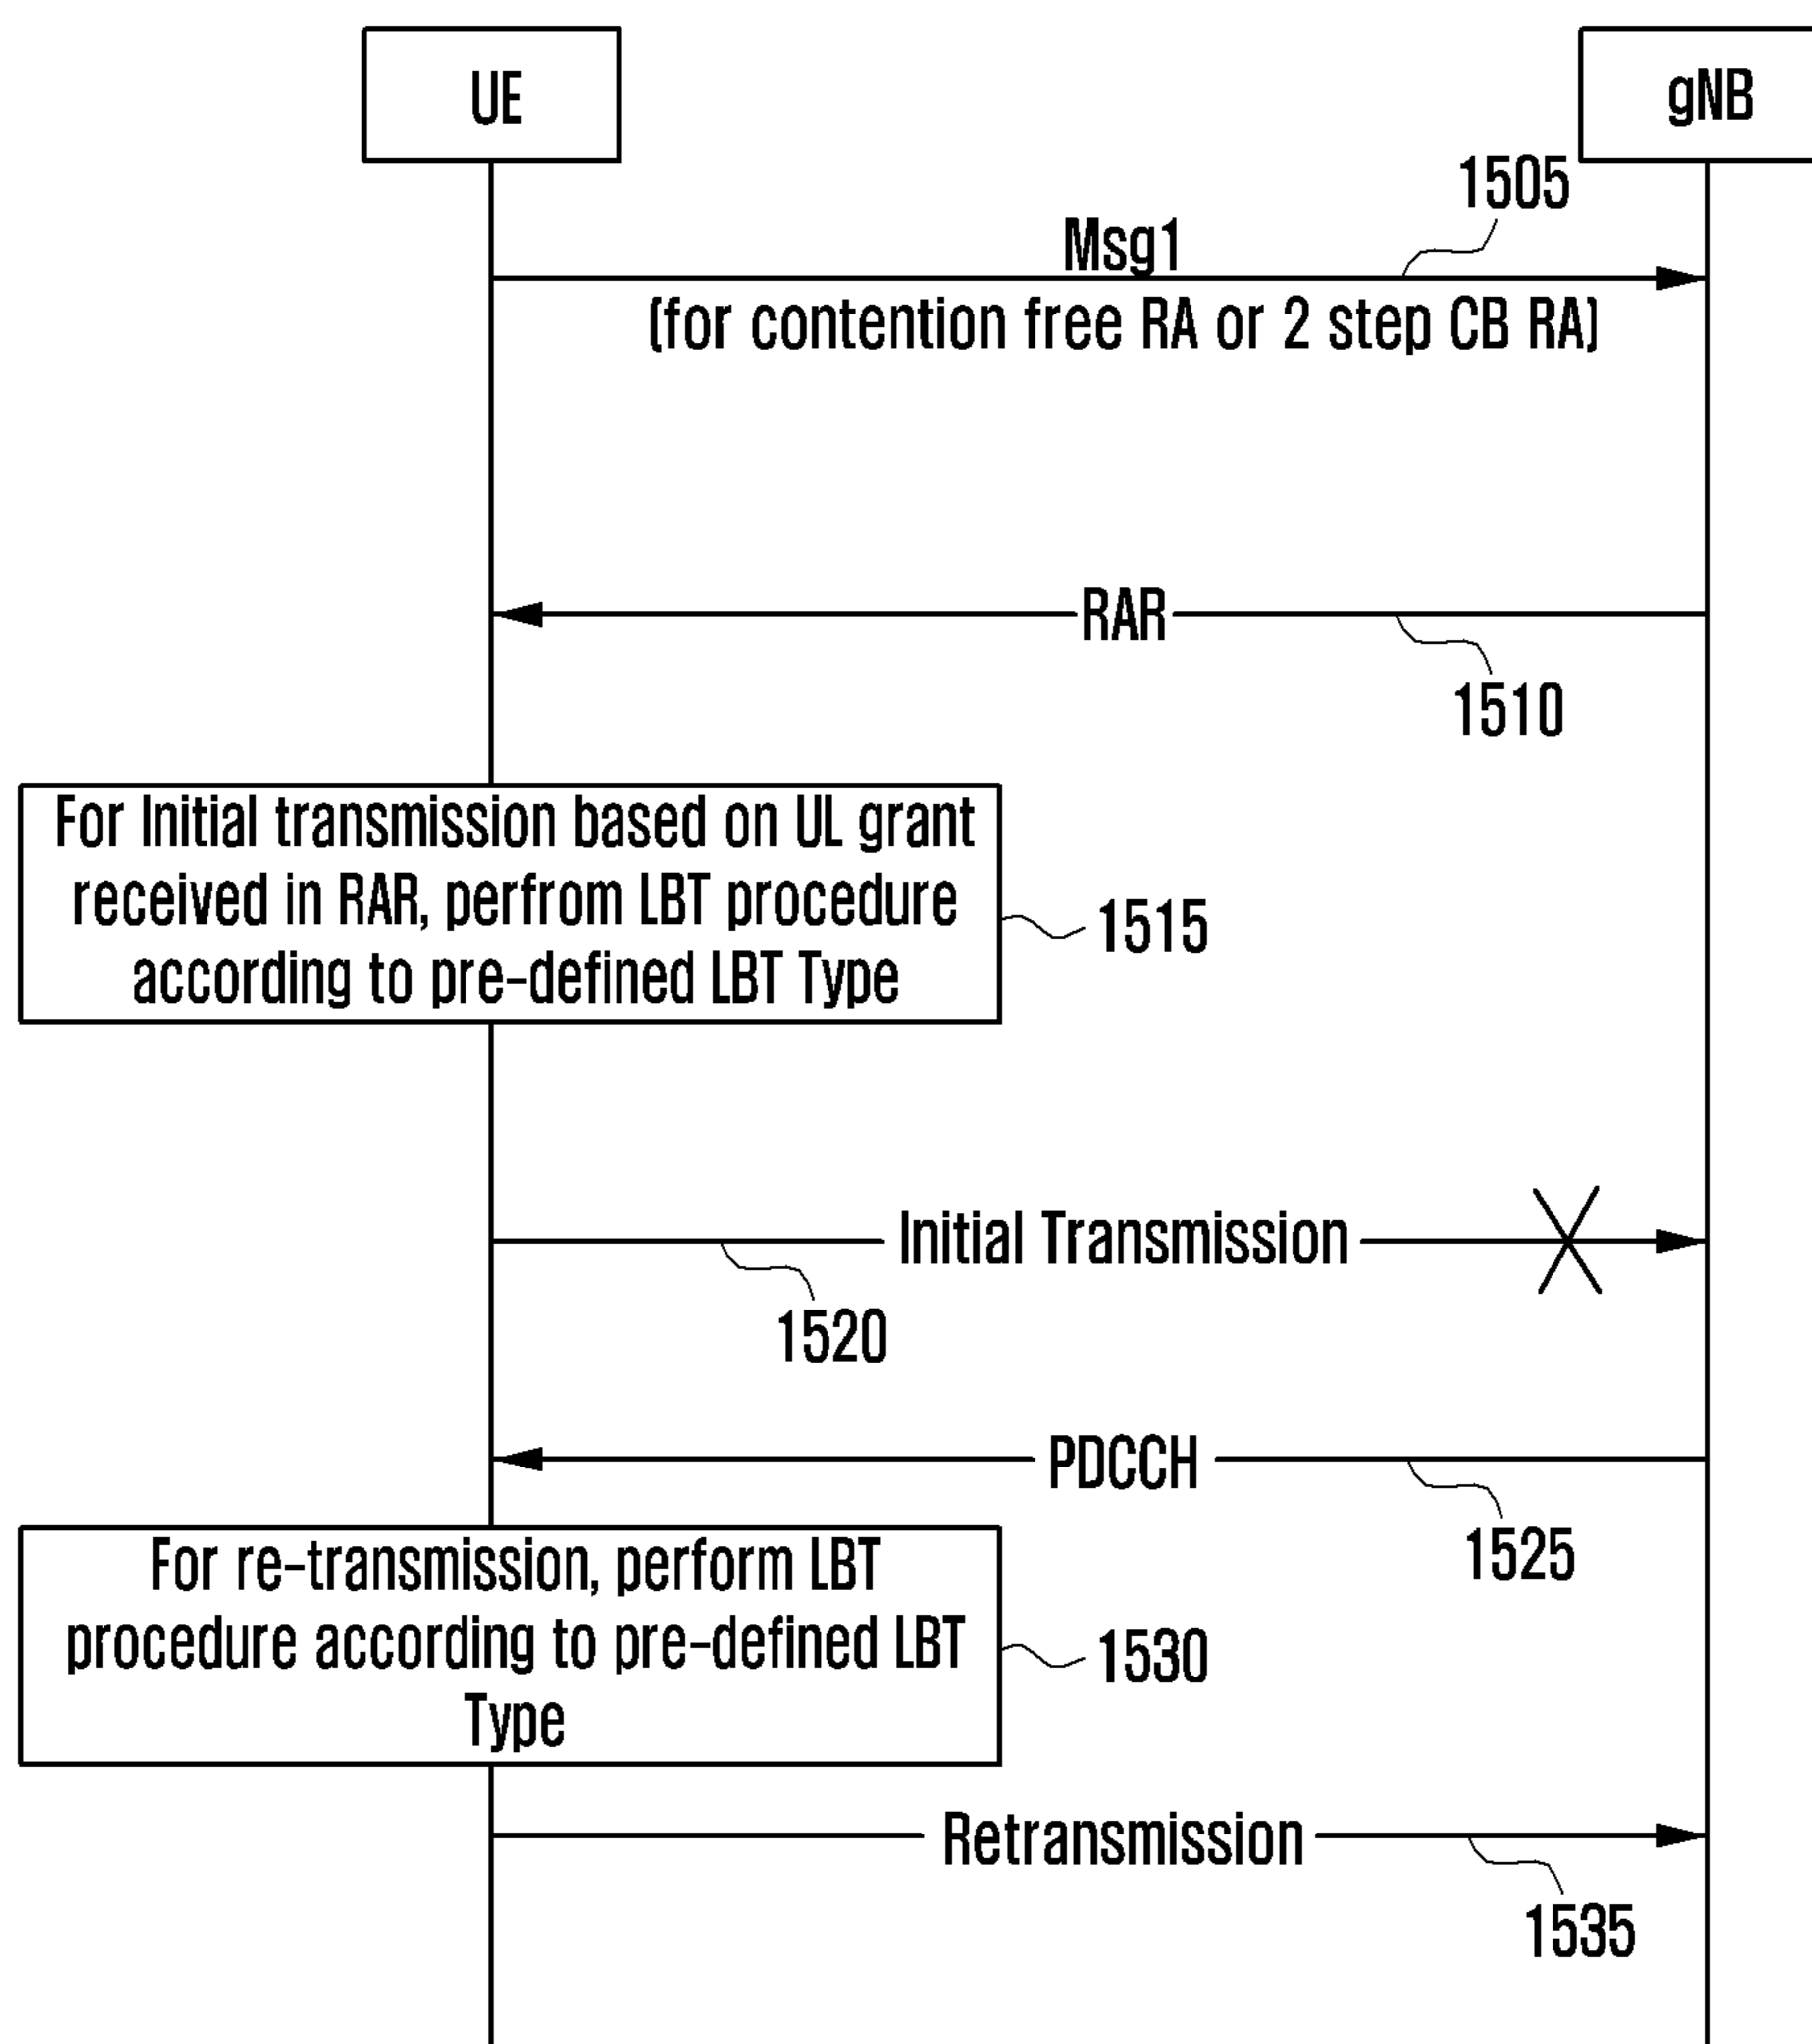 UE
gNB
1505
Msg1
(for contention free RA or 2 step CB RA)
RAR
1510
For Initial transmission based on UL grant
received in RAR, perfrom LBT procedure
according to pre-defined LBT Type
1515
Initial Transmission
1520
PDCCH
1525
For re-transmission, perform LBT
procedure according to pre-defined LBT
Type
1530
Retransmission
1535